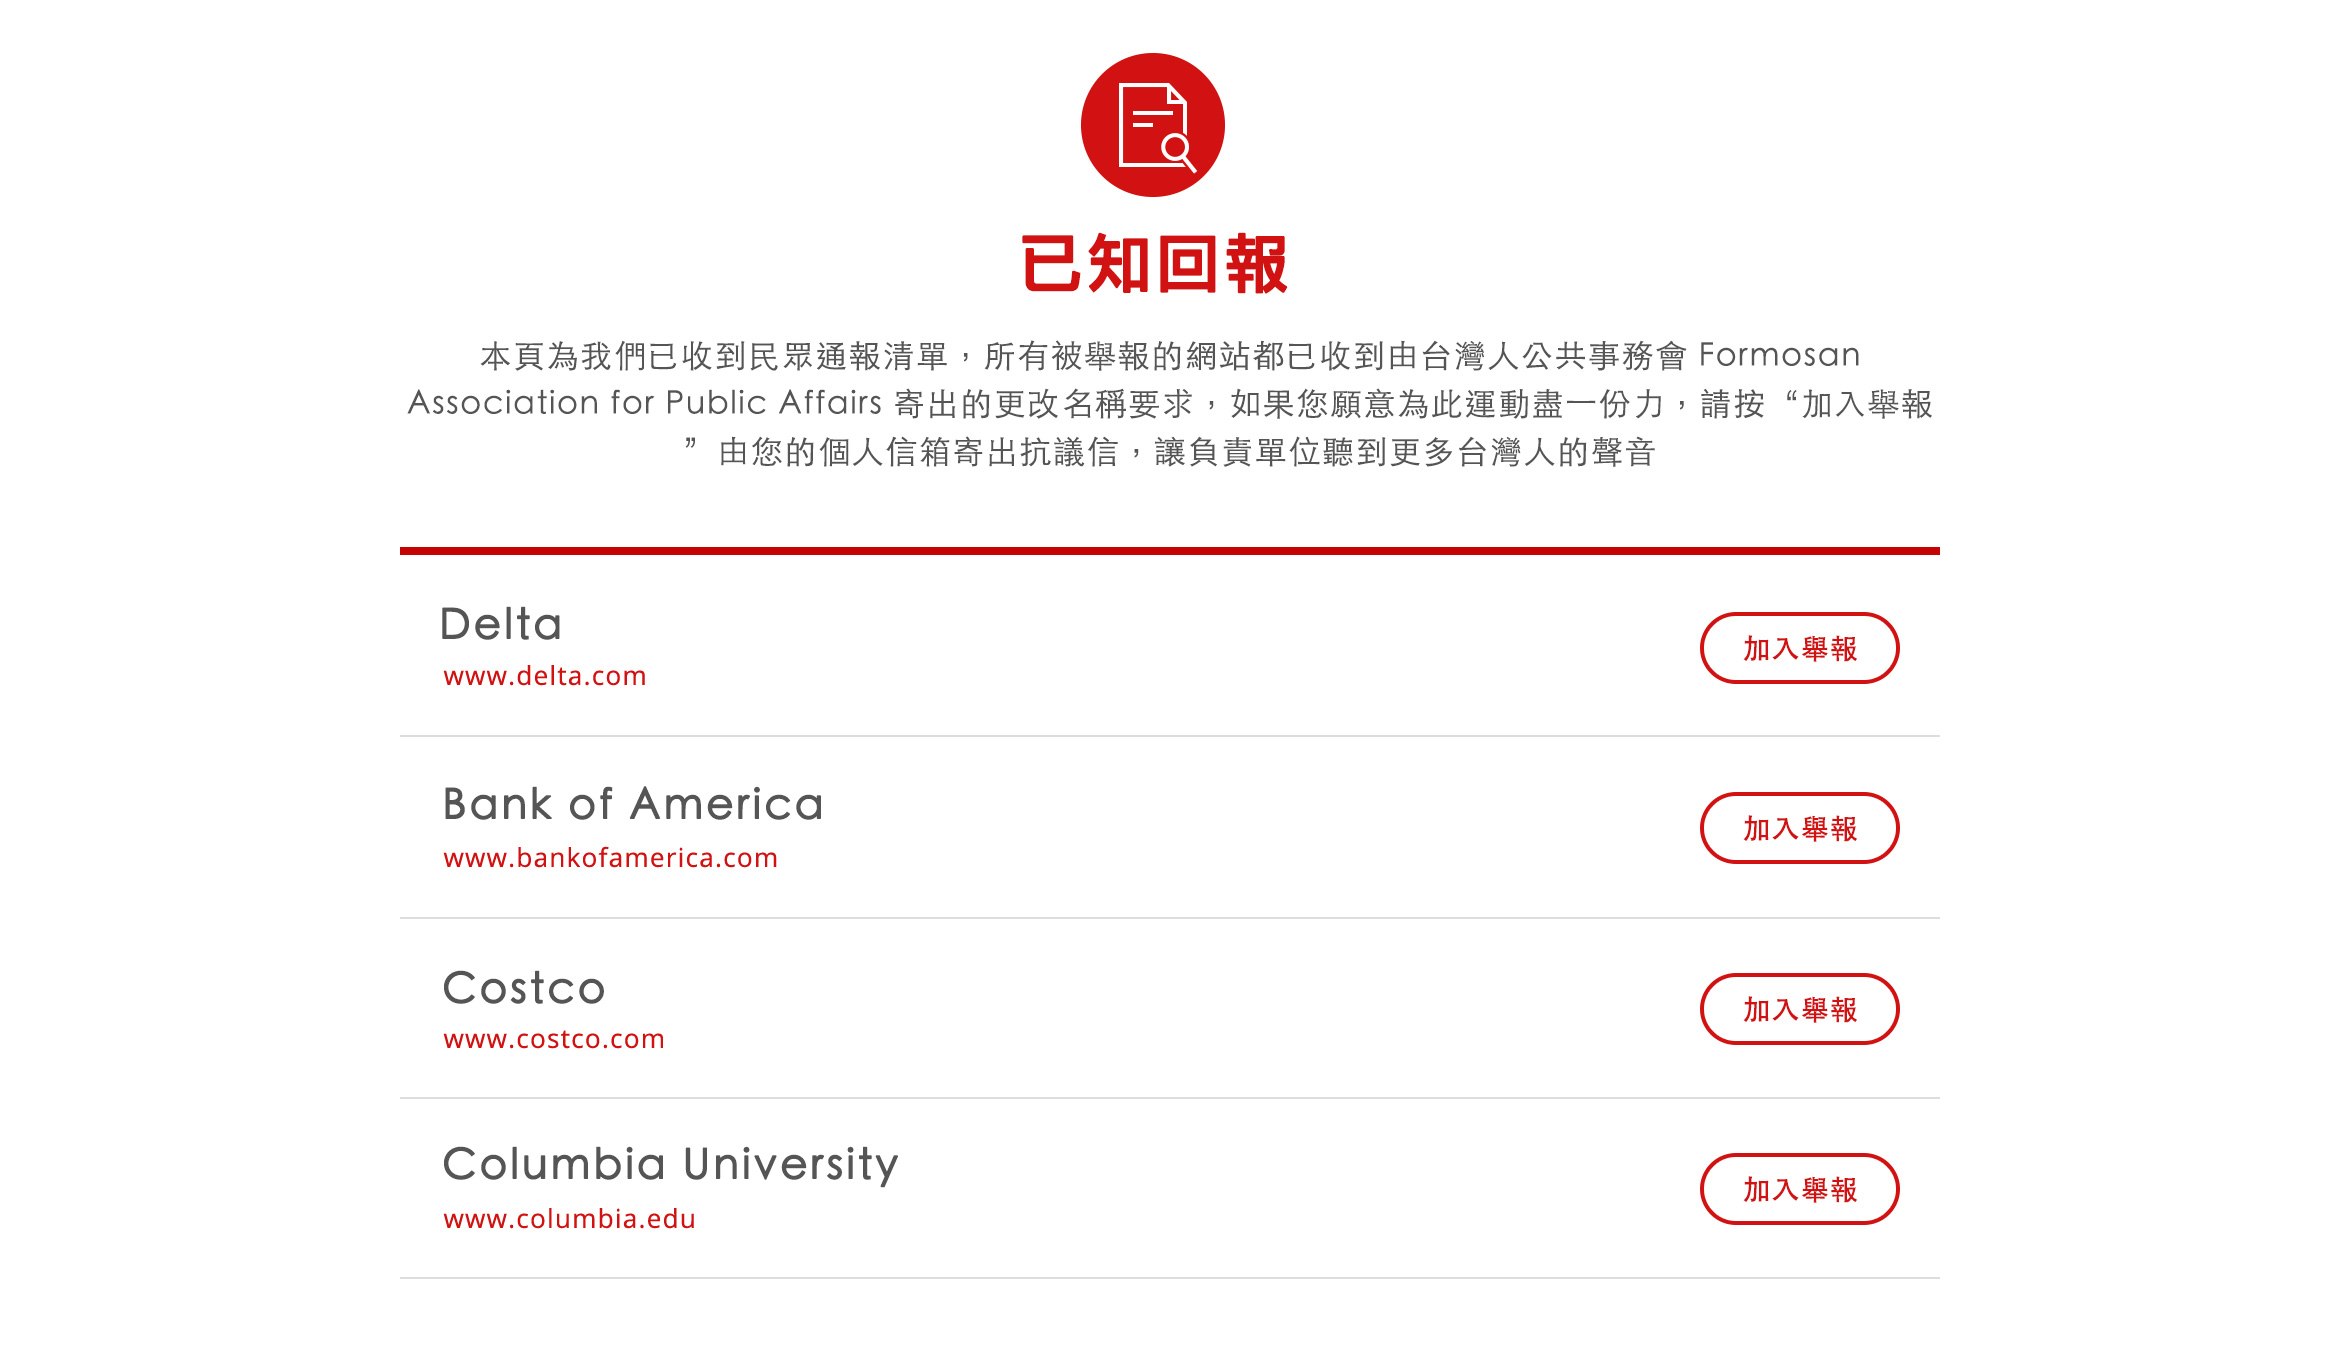 已知回報
本頁為我們已收到民眾通報清單，所有被舉報的網站都已收到由台灣人公共事務會 Formosan
Association for Public Affairs 寄出的更改名稱要求，如果您願意為此運動盡一份力，請按“加入舉報
”由您的個人信箱寄出抗議信，讓負責單位聽到更多台灣人的聲音
Delta
www.delta.com
加入舉報
Bank of America
www.bankofamerica.com
加入舉報
Costco
www.costco.com
加入舉報
Columbia University
www.columbia.edu
加入舉報